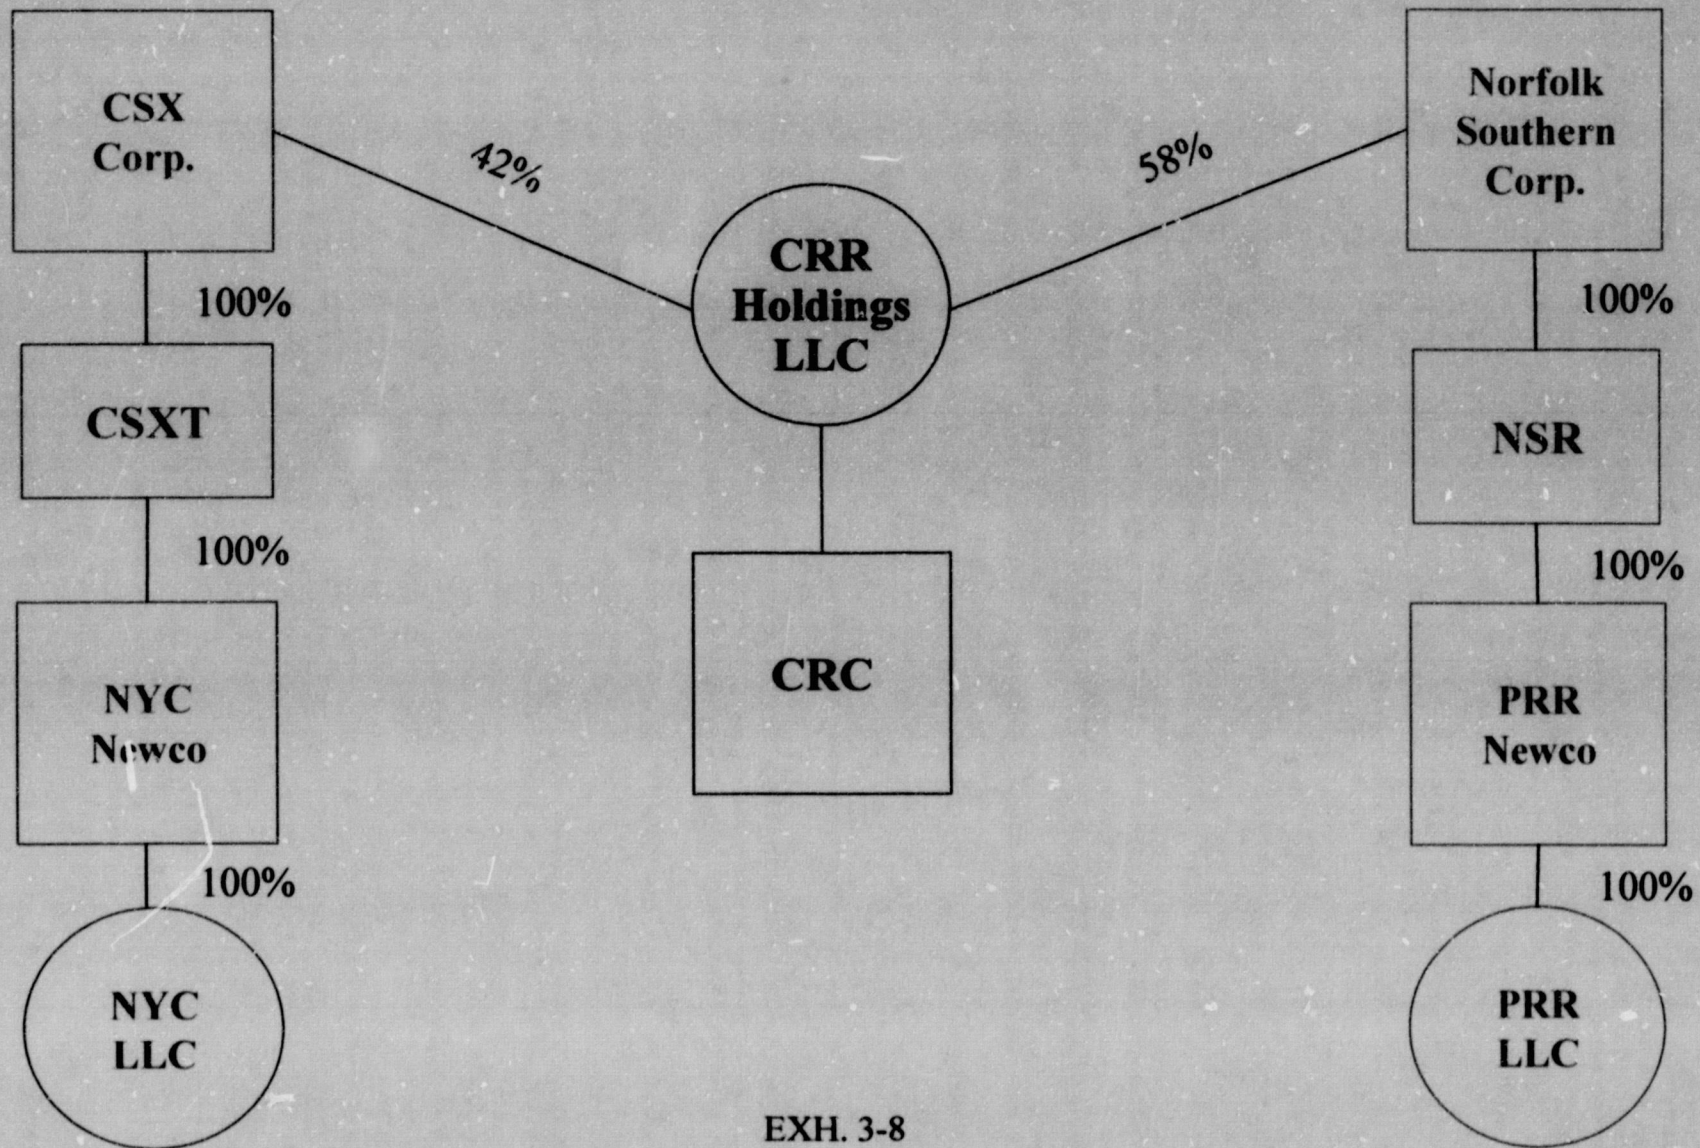 CSX
Corp.
42%
58%
Norfolk
Southern
Corp.
CRR
Holdings
LLC
100%
100%
CSXT
NSR
100%
100%
CRC
NYC
Newco
PRR
Newco
100%
100%
NYC
LLC
PRR
LLC
EXH. 3-8